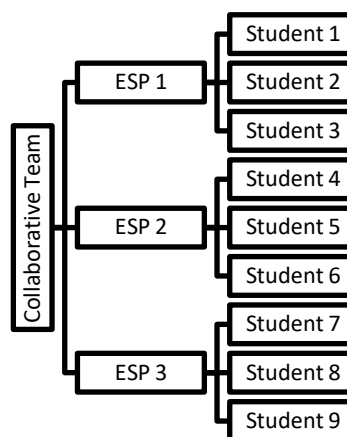 Collaborative Team
ESP 1
Student 1
Student 2
Student 3
ESP 2
Student 4
Student 5
Student 6
ESP 3
Student 7
Student 8
Student 9